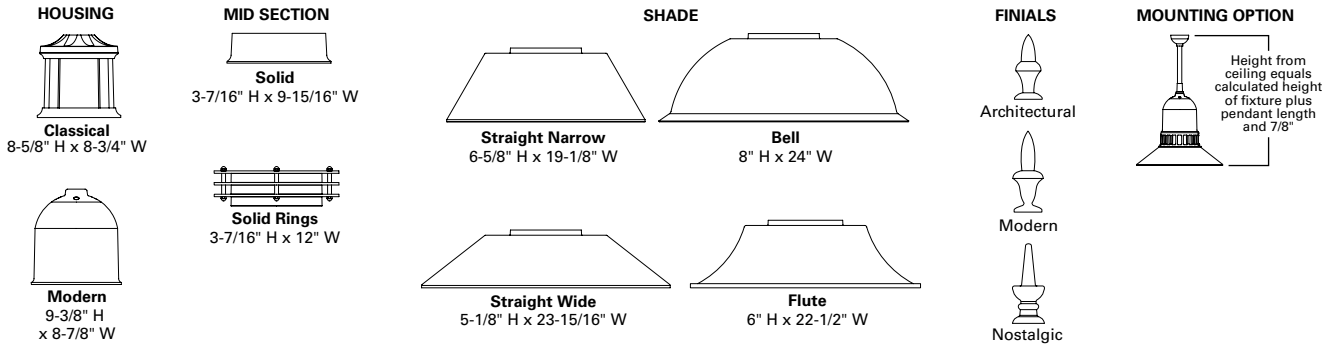 HOUSING
Classical
8-5/8" H x 8-3/4" W
Modern
9-3/8" H
x 8-7/8" W
MID SECTION
Solid
3-7/16" H x 9-15/16" W
Solid Rings
3-7/16" H x 12" W
SHADE
Straight Narrow
6-5/8" H x 19-1/8" W
Bell
8" H x 24" W
Straight Wide
5-1/8" H x 23-15/16" W
Flute
6" H x 22-1/2" W
FINIALS
Architectural
Modern
Nostalgic
MOUNTING OPTION
Height from
ceiling equals
calculated height
of fixture plus
pendant length
and 7/8"